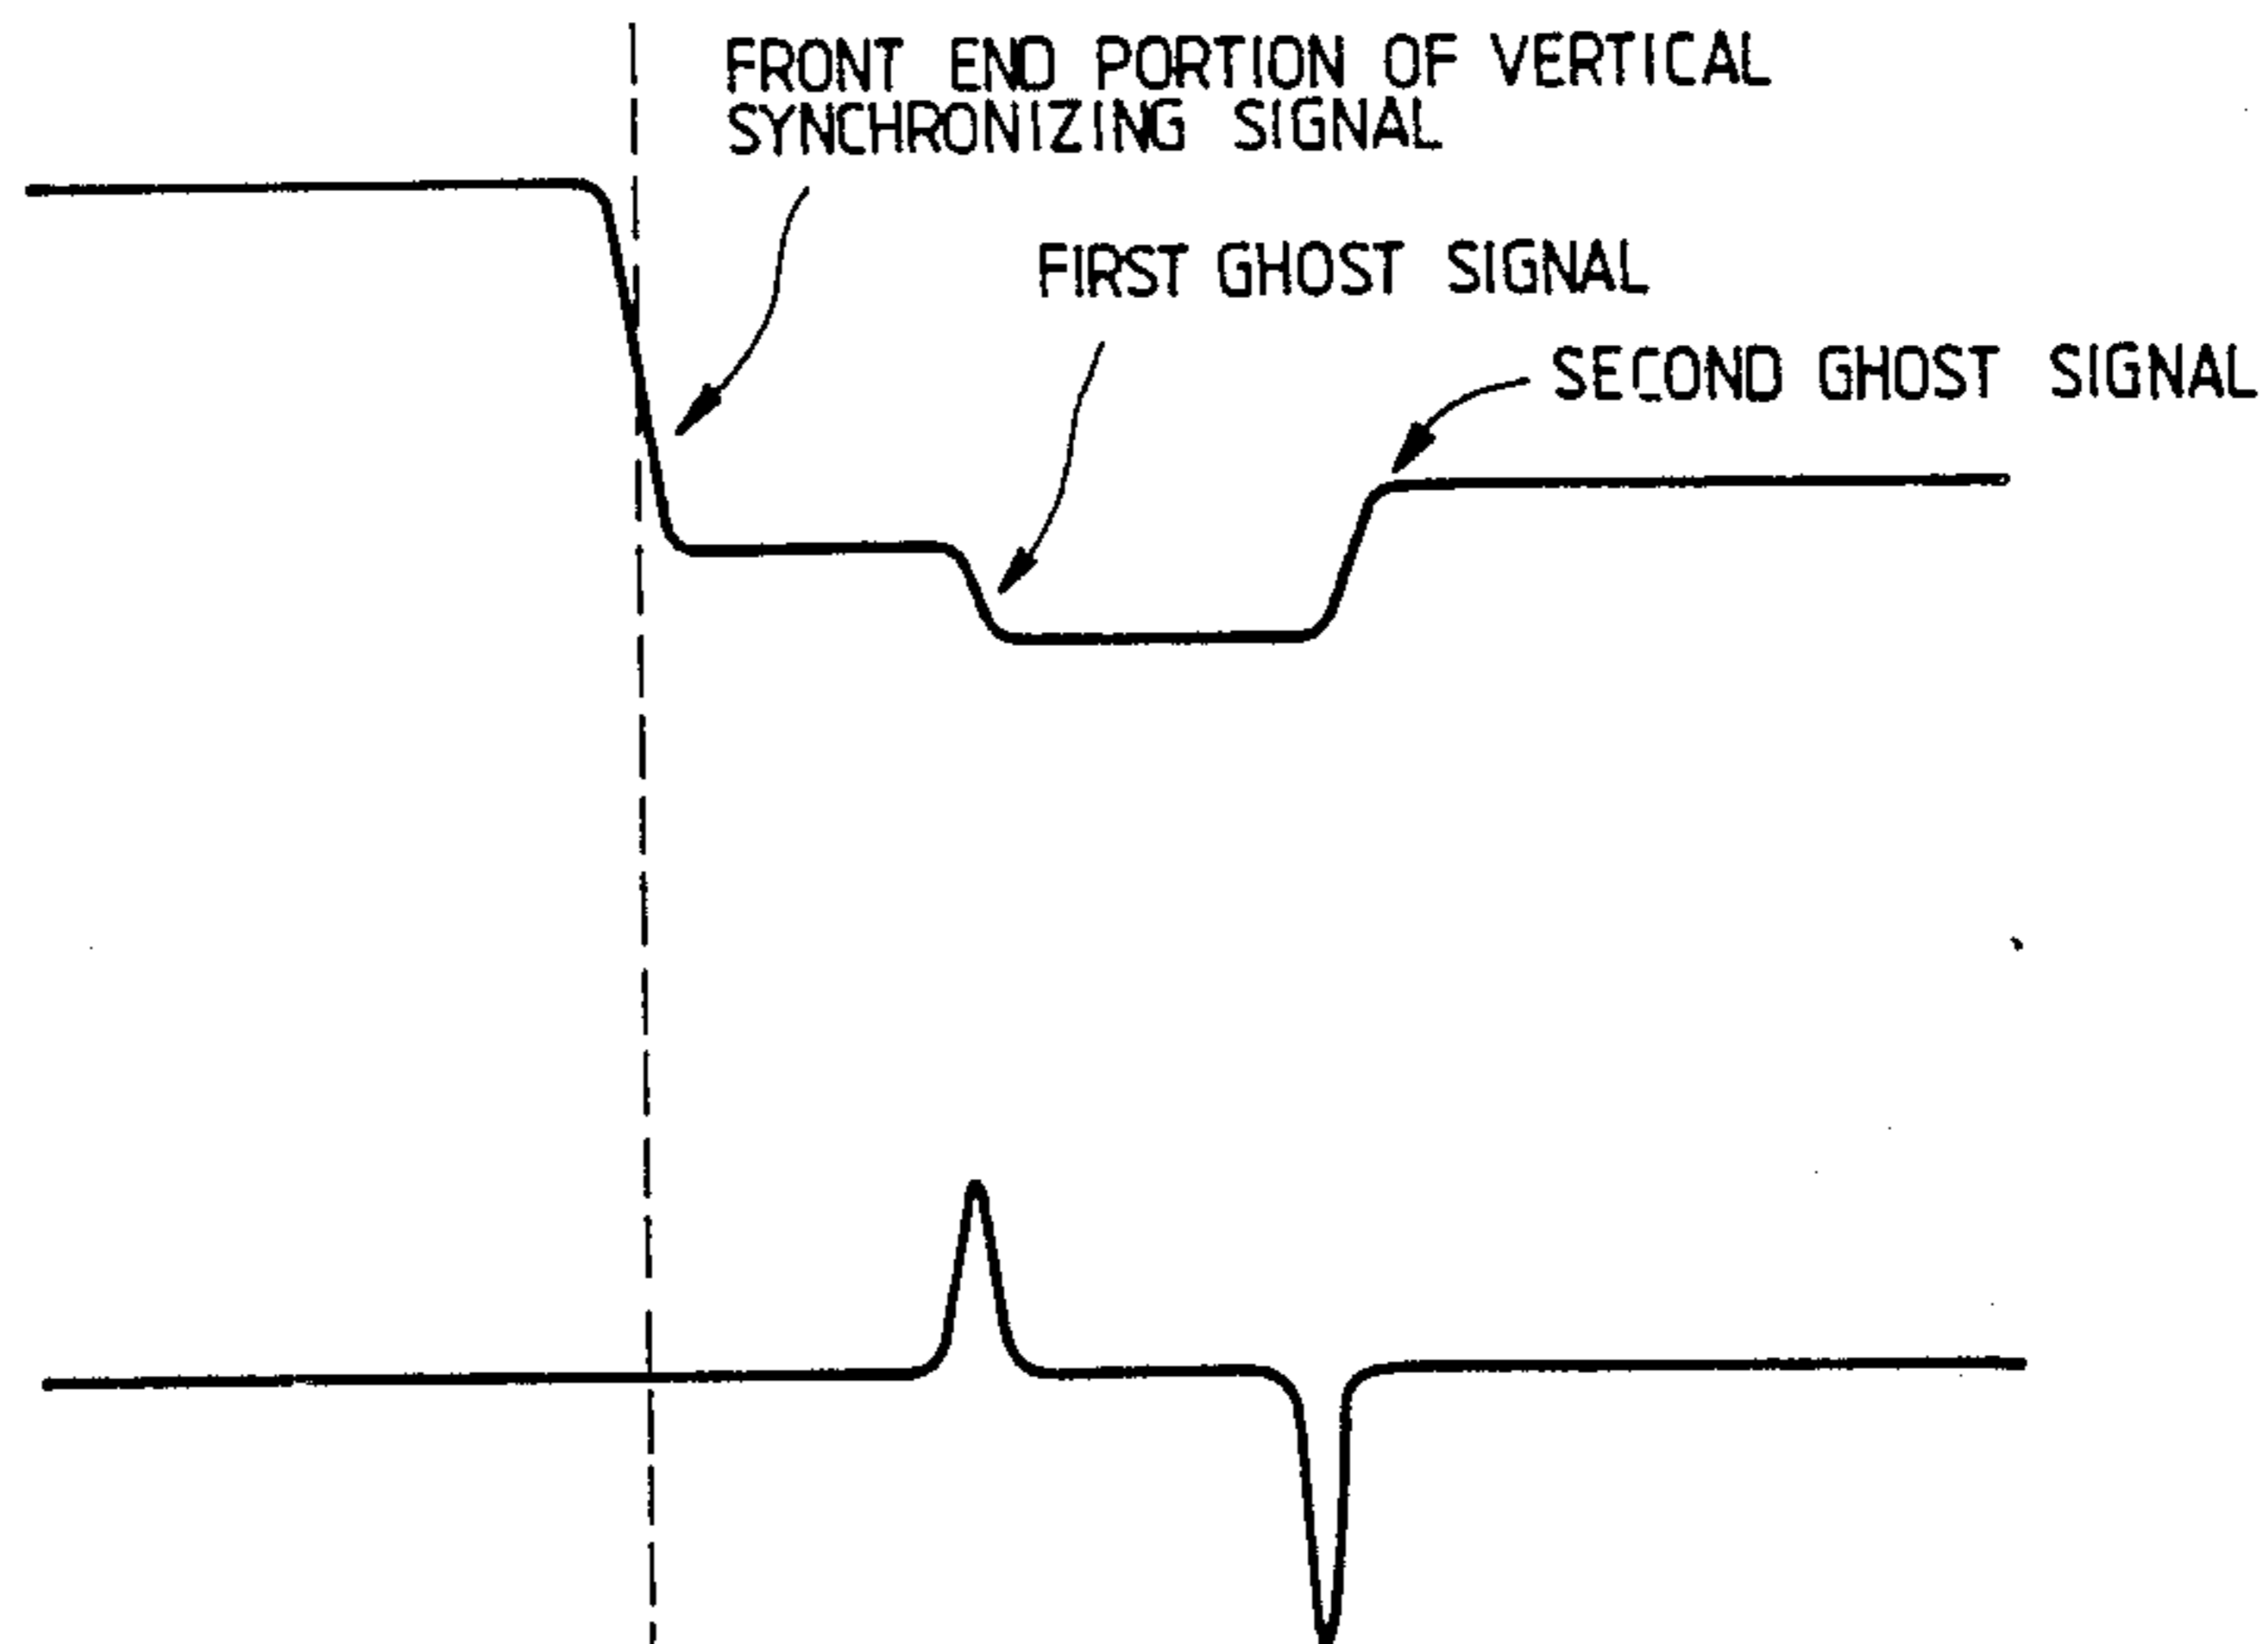 FRONT END PORTION OF VERTICAL
SYNCHRONIZING SIGNAL
FIRST GHOST SIGNAL
SECOND GHOST SIGNAL